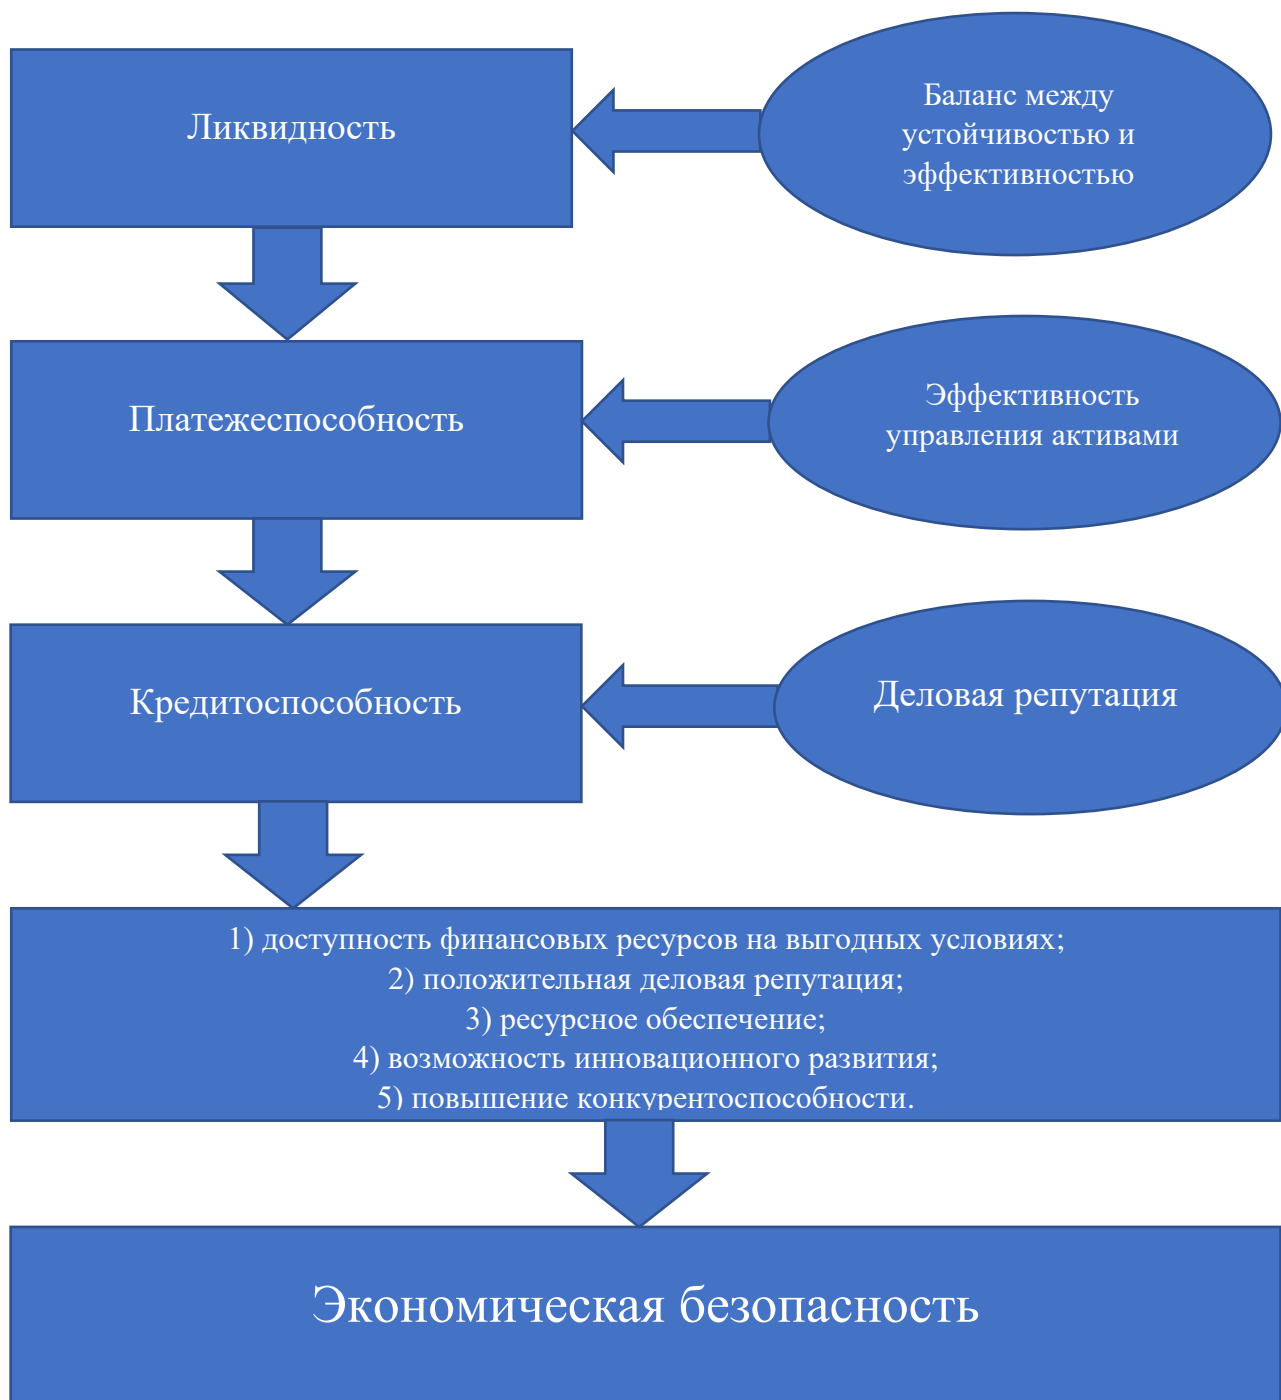 Ликвидность
Баланс между
устойчивостью и
эффективностью
Платежеспособность
Эффективность
управления активами
Кредитоспособность
Деловая репутация
1) доступность финансовых ресурсов на выгодных условиях;
2) положительная деловая репутация;
3) ресурсное обеспечение;
4) возможность инновационного развития;
5) повышение конкурентоспособности.
Экономическая безопасность